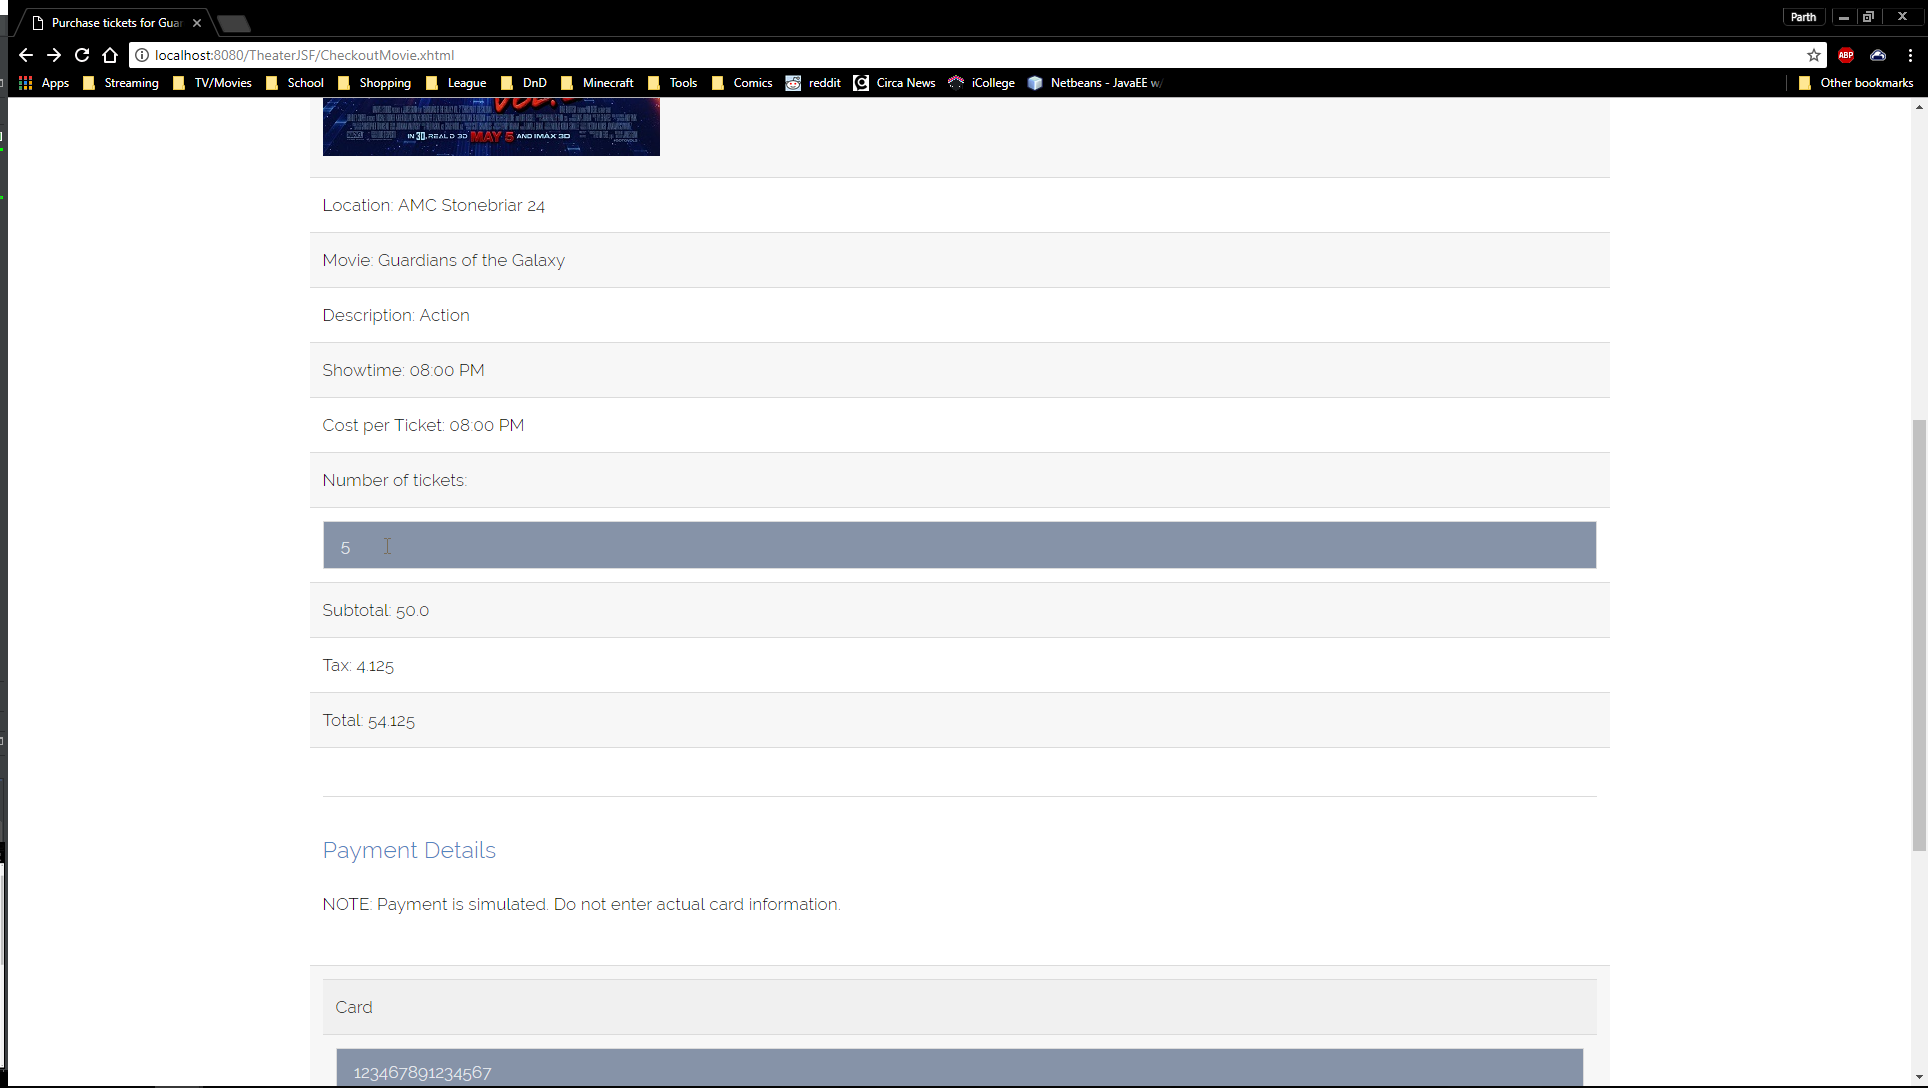 Purchase tickets for Gua
Parth
localhost:8080/TheaterJSF/CheckoutMovie.xhtml
ABP
Apps Streaming TV/Movies School Shopping League DnD Minecraft Tools Comics reddit Circa News iCollege Netbeans - JavaEE w/ Other bookmarks
VOL.
MARVEL
IN 3D, REAL D 3D MAY 5 AND IMAX 3D
Location: AMC Stonebriar 24
Movie: Guardians of the Galaxy
Description: Action
Showtime: 08:00 PM
Cost per Ticket: 08:00 PM
Number of tickets:
5
Subtotal: 50.0
Tax: 4.125
Total: 54.125
Payment Details
NOTE: Payment is simulated. Do not enter actual card information.
Card
123467891234567